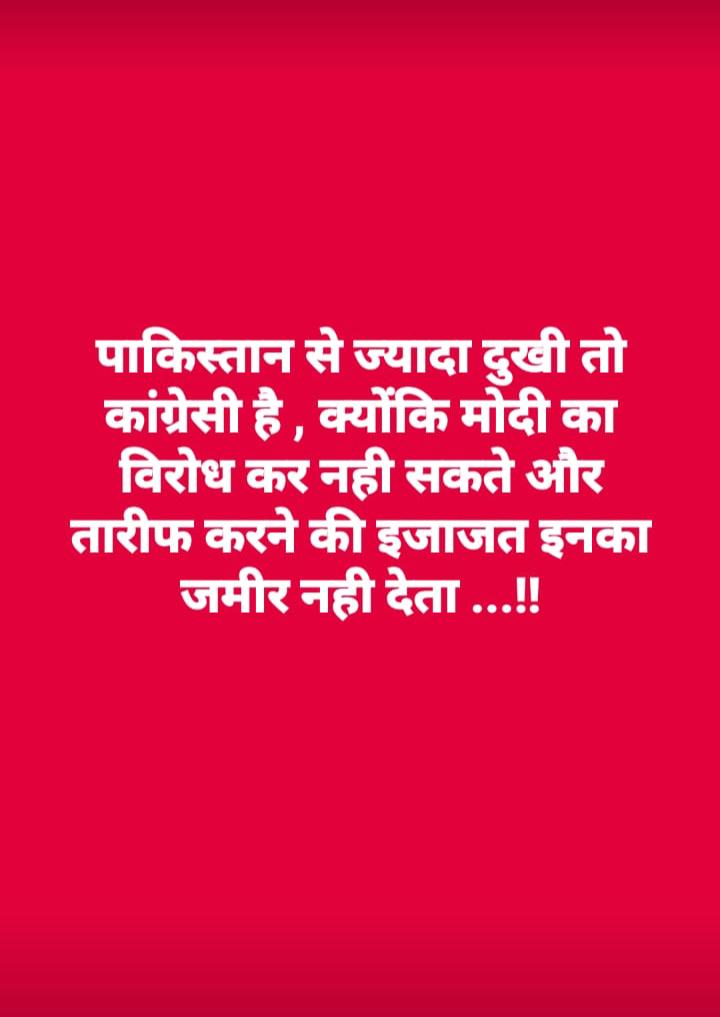 पाकिस्तान से ज्यादा दुखी तो
कांग्रेसी है , क्योंकि मोदी का
विरोध कर नही सकते और
तारीफ करने की इजाजत इनका
जमीर नही देता ...!!